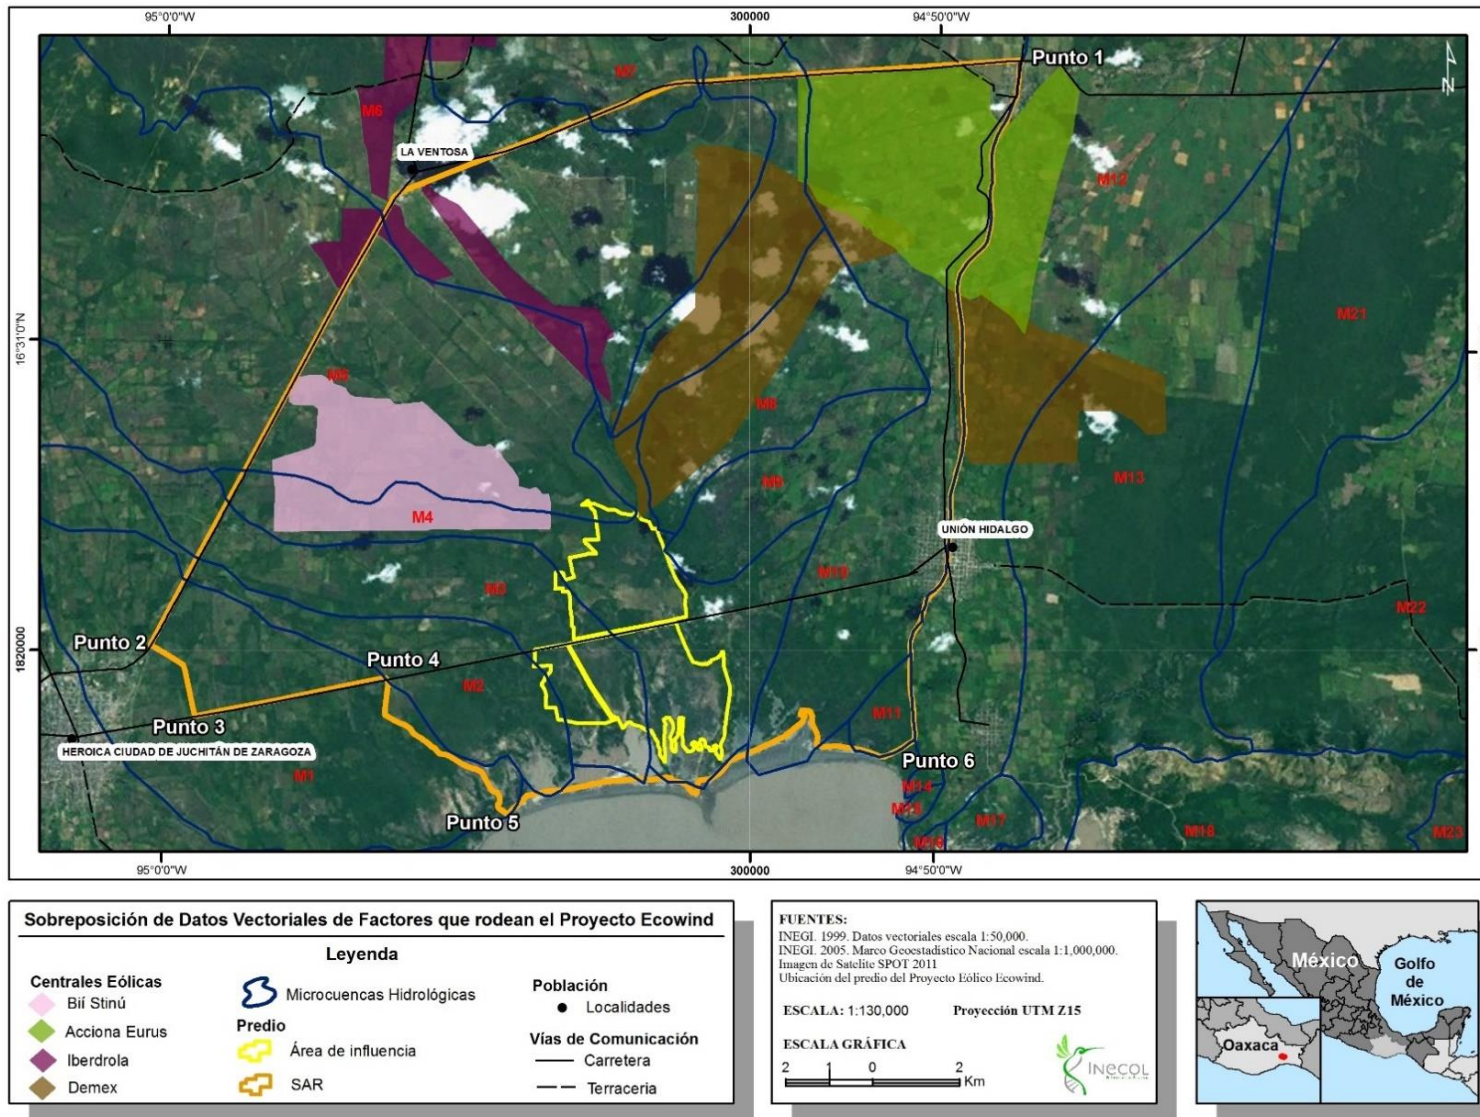 95°0'0"W
300000
94°50'0"W
Punto 1
N
M7
M6
LA VENTOSA
M12
M21
16°31'0"N
M5
M8
M9
M13
M4
UNIÓN HIDALGO
M10
M3
M22
1820000
Punto 2
Punto 4
M2
Punto 3
M11
HEROICA CIUDAD DE JUCHITÁN DE ZARAGOZA
Punto 6
M1
M14
M15
Punto 5
M17
M18
M23
M16
95°0'0"W
300000
94°50'0"W
Sobreposición de Datos Vectoriales de Factores que rodean el Proyecto Ecowind
Leyenda
Centrales Eólicas
Bií Stinú
Acciona Eurus
Iberdrola
Demex
Microcuencas Hidrológicas
Predio
Área de influencia
SAR
Población
Localidades
Vías de Comunicación
Carretera
Terraceria
FUENTES:
INEGI. 1999. Datos vectoriales escala 1:50,000.
INEGI. 2005. Marco Geoestadistico Nacional escala 1:1,000,000.
Imagen de Satelite SPOT 2011
Ubicación del predio del Proyecto Eólico Ecowind.
ESCALA: 1:130,000 Proyección UTM Z15
ESCALA GRÁFICA
2 1 0 2
Km
INECOL
México
Golfo
de
México
Oaxaca